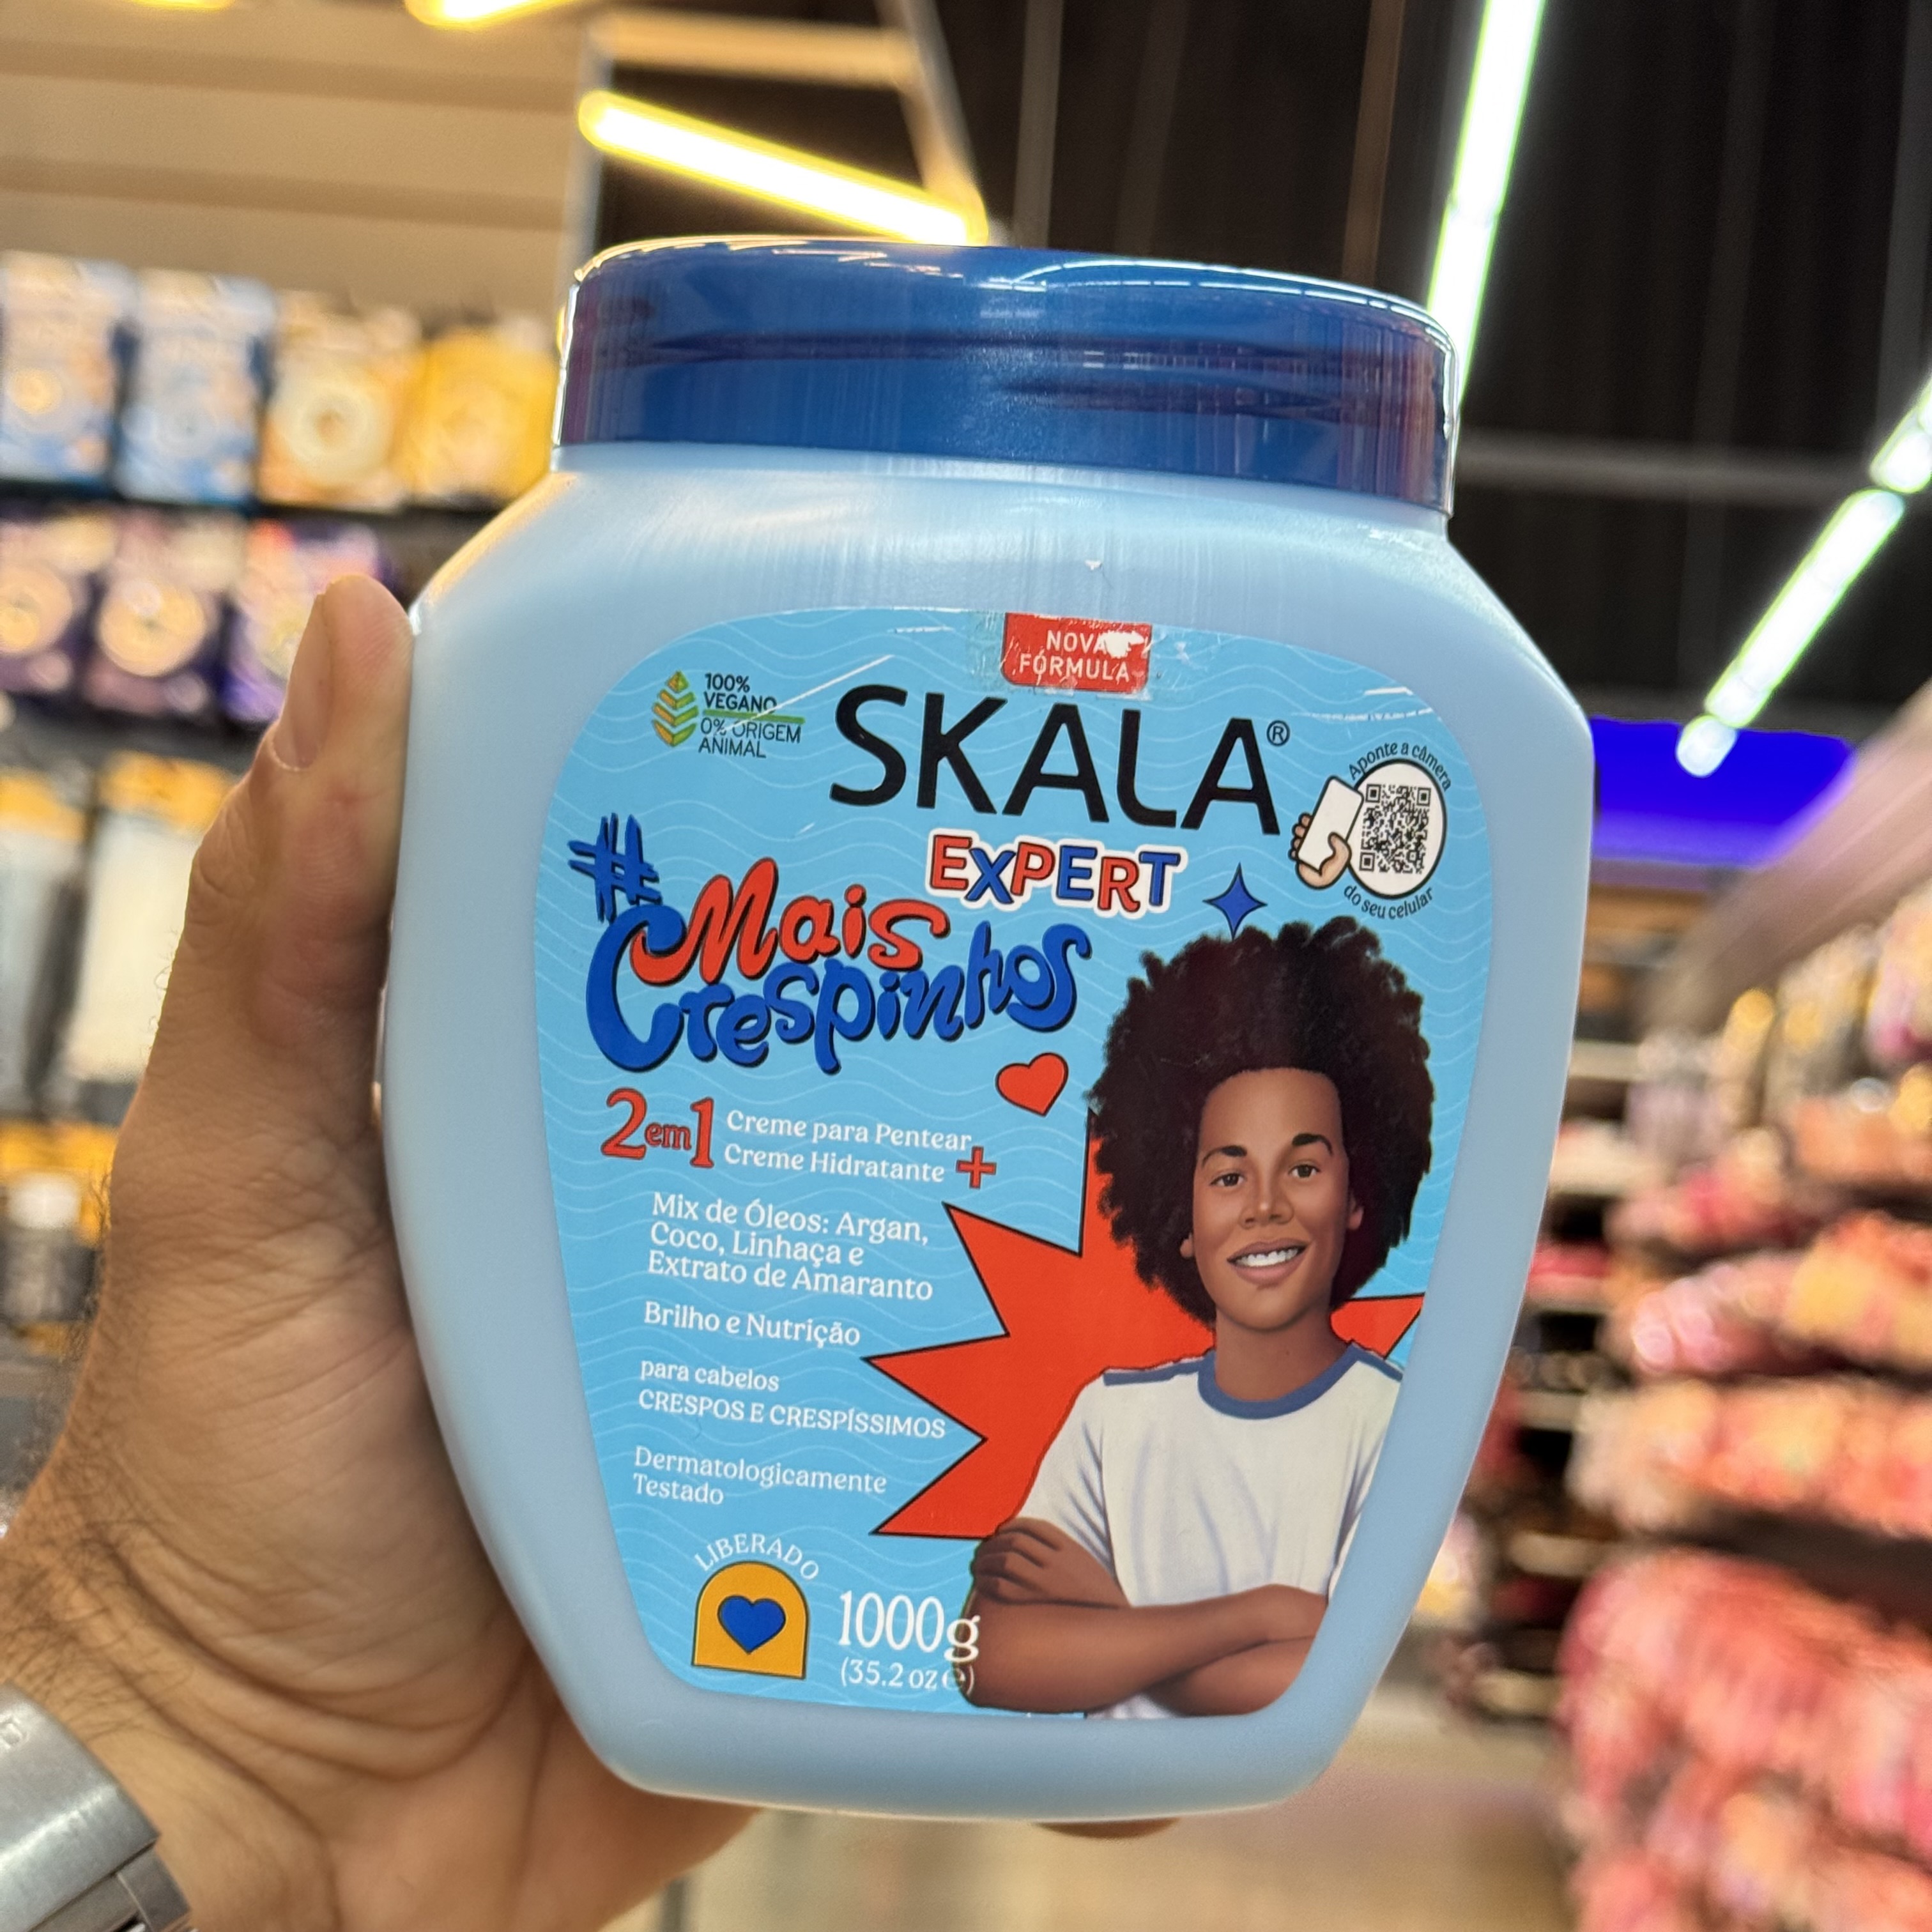 NOVA
FÓRMULA
100%
VEGANO
0% ORIGEM
ANIMAL
SKALA®
Aponte a câmera
do seu celular
EXPERT
#Mais
Crespinhos
2em1
Creme para Pentear
Creme Hidratante +
Mix de Óleos: Argan,
Coco, Linhaça e
Extrato de Amaranto
Brilho e Nutrição
para cabelos
CRESPOS E CRESPÍSSIMOS
Dermatologicamente
Testado
LIBERADO
1000g
(35.2 oz ℮)